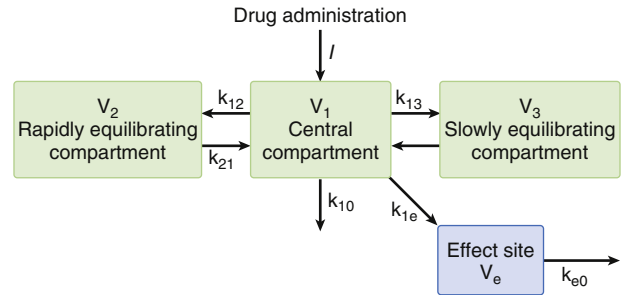 Drug administration
I
V2
Rapidly equilibrating
compartment
k12
k21
V1
Central
compartment
k13
V3
Slowly equilibrating
compartment
k10
k1e
Effect site
Ve
ke0